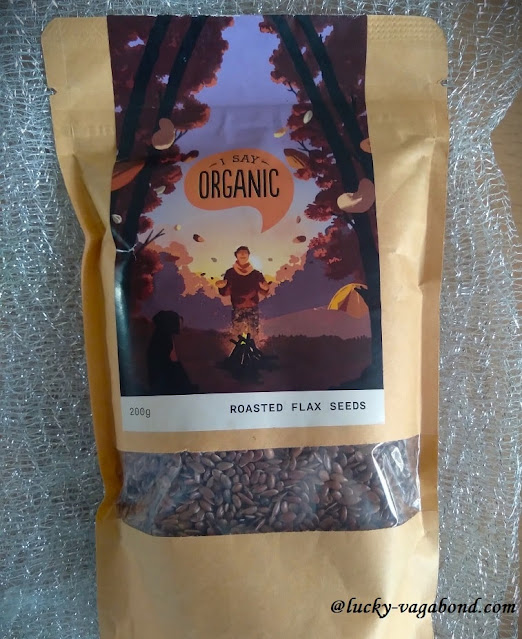 I SAY
ORGANIC
200g ROASTED FLAX SEEDS
@lucky-vagabond.com